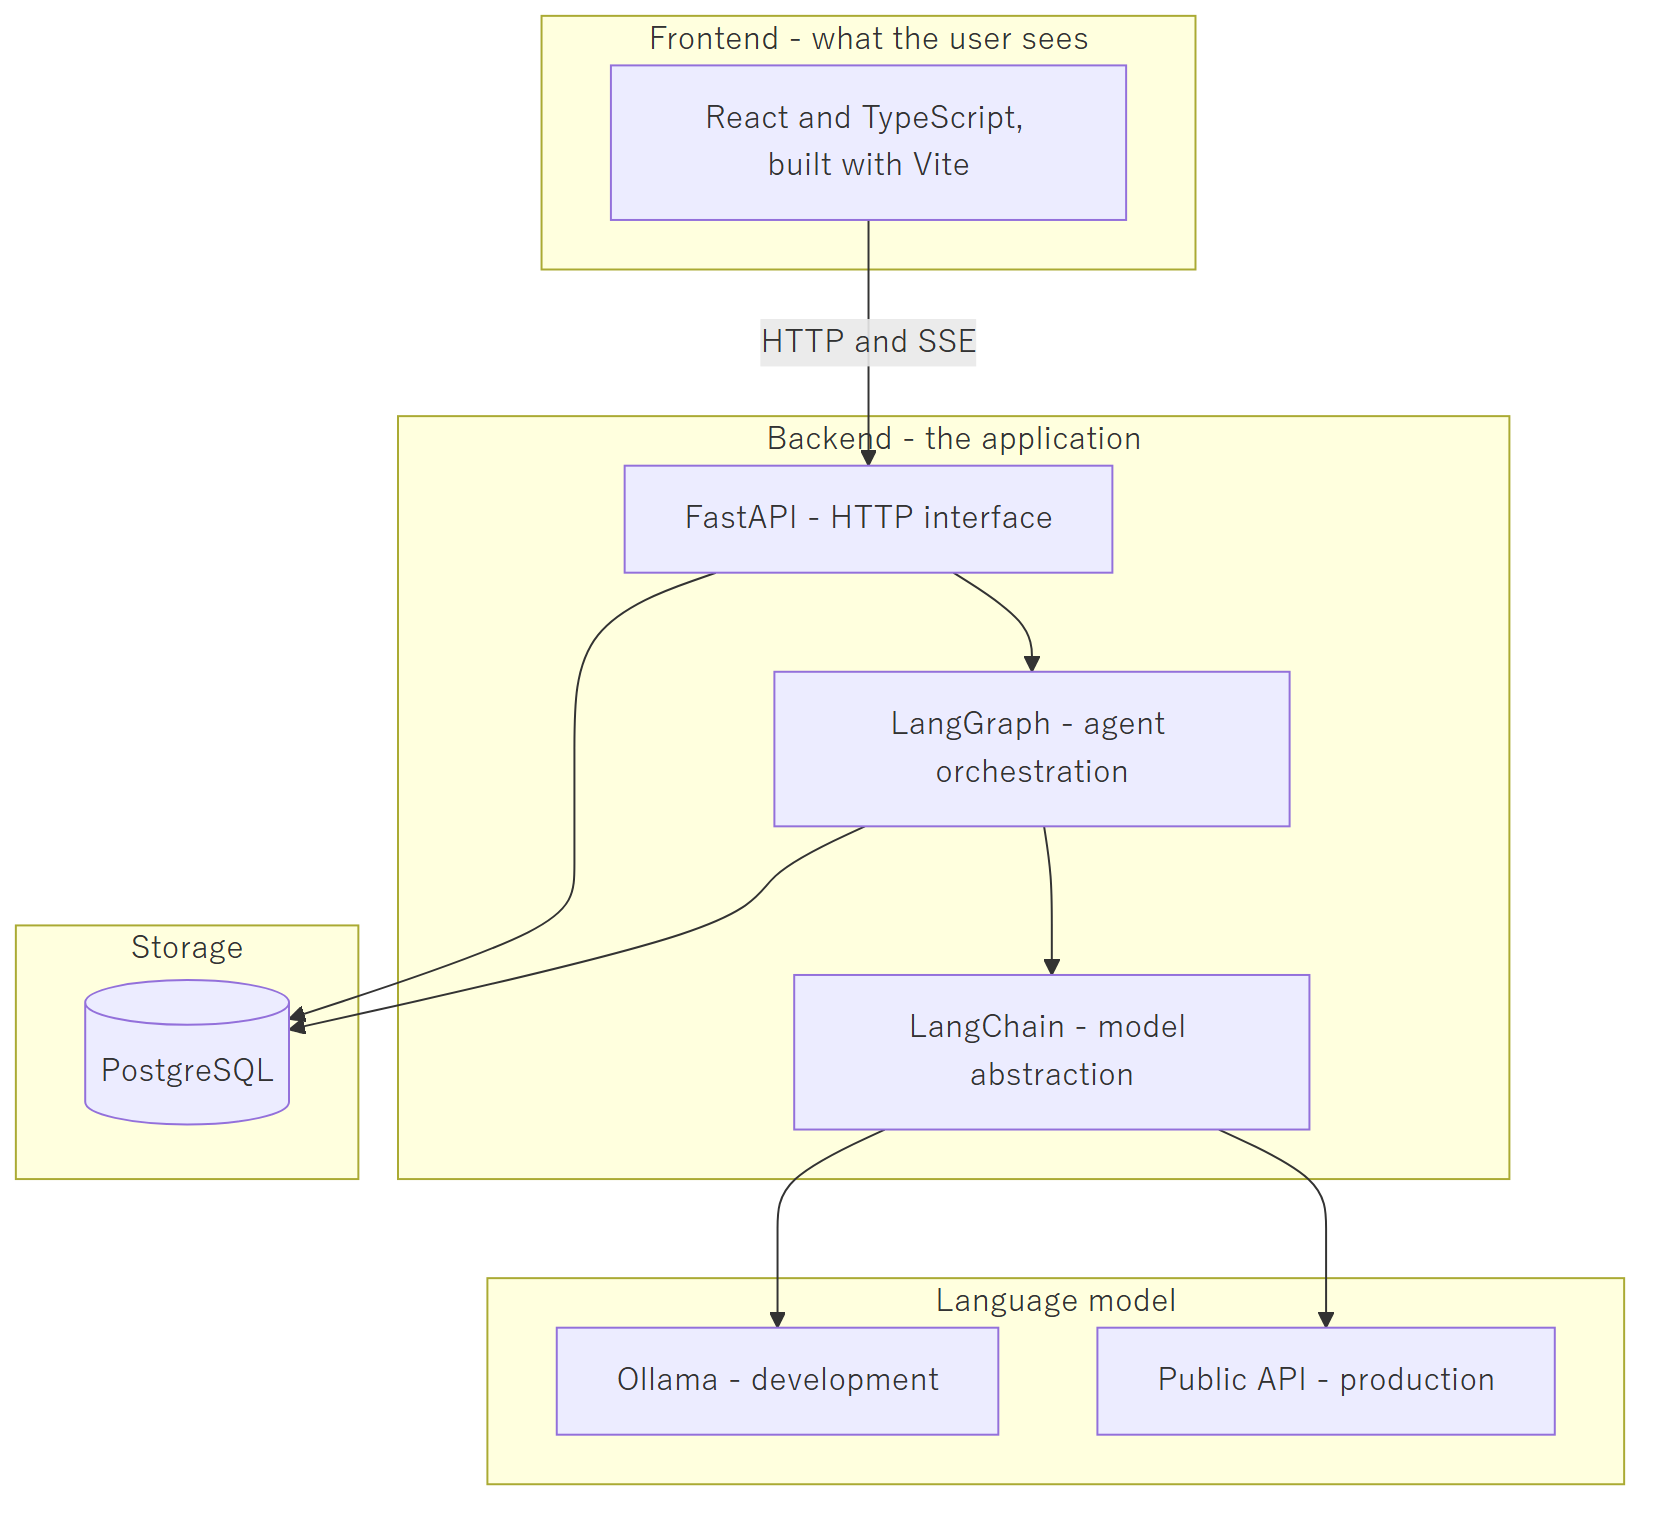 Frontend - what the user sees
React and TypeScript,
built with Vite
HTTP and SSE
Backend - the application
FastAPI - HTTP interface
LangGraph - agent
orchestration
Storage
PostgreSQL
LangChain - model
abstraction
Language model
Ollama - development
Public API - production